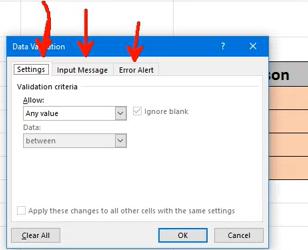 Data Validation
Settings Input Message Error Alert
Validation criteria
Allow:
Any value Ignore blank
Data:
between
Apply these changes to all other cells with the same settings
Clear All OK Cancel